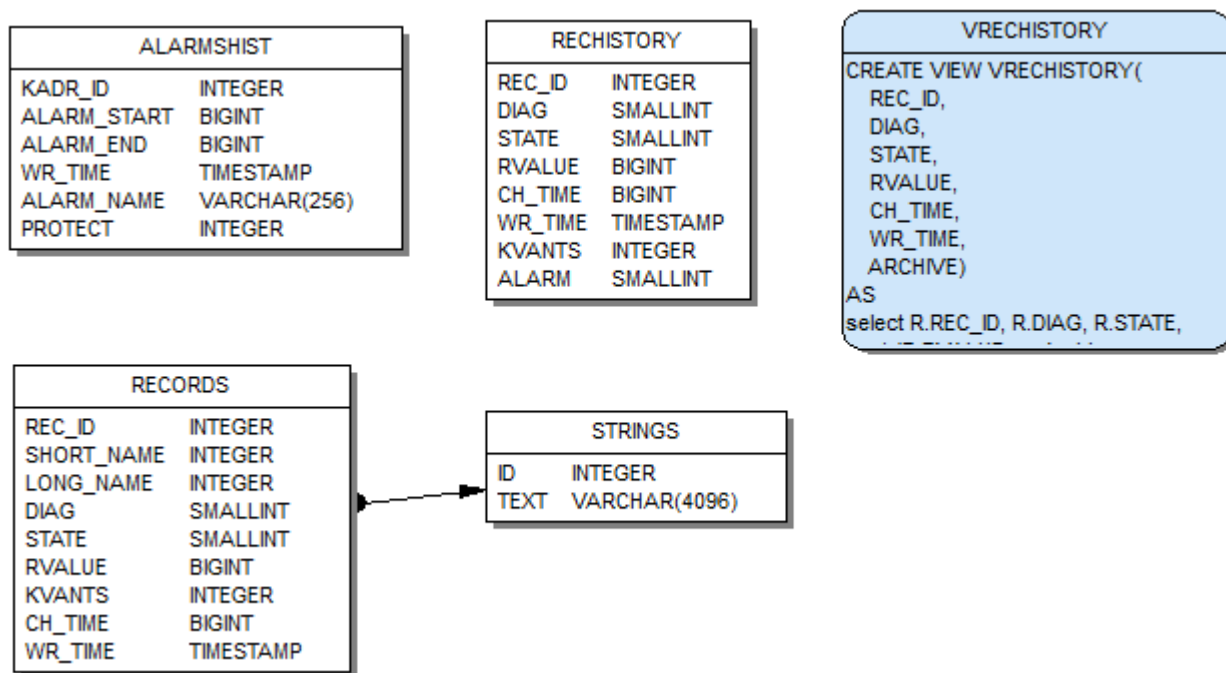 ALARMSHIST
KADR_ID INTEGER
ALARM_START BIGINT
ALARM_END BIGINT
WR_TIME TIMESTAMP
ALARM_NAME VARCHAR(256)
PROTECT INTEGER
RECHISTORY
REC_ID INTEGER
DIAG SMALLINT
STATE SMALLINT
RVALUE BIGINT
CH_TIME BIGINT
WR_TIME TIMESTAMP
KVANTS INTEGER
ALARM SMALLINT
VRECHISTORY
CREATE VIEW VRECHISTORY(
REC_ID,
DIAG,
STATE,
RVALUE,
CH_TIME,
WR_TIME,
ARCHIVE)
AS
select R.REC_ID, R.DIAG, R.STATE,
RECORDS
REC_ID INTEGER
SHORT_NAME INTEGER
LONG_NAME INTEGER
DIAG SMALLINT
STATE SMALLINT
RVALUE BIGINT
KVANTS INTEGER
CH_TIME BIGINT
WR_TIME TIMESTAMP
STRINGS
ID INTEGER
TEXT VARCHAR(4096)